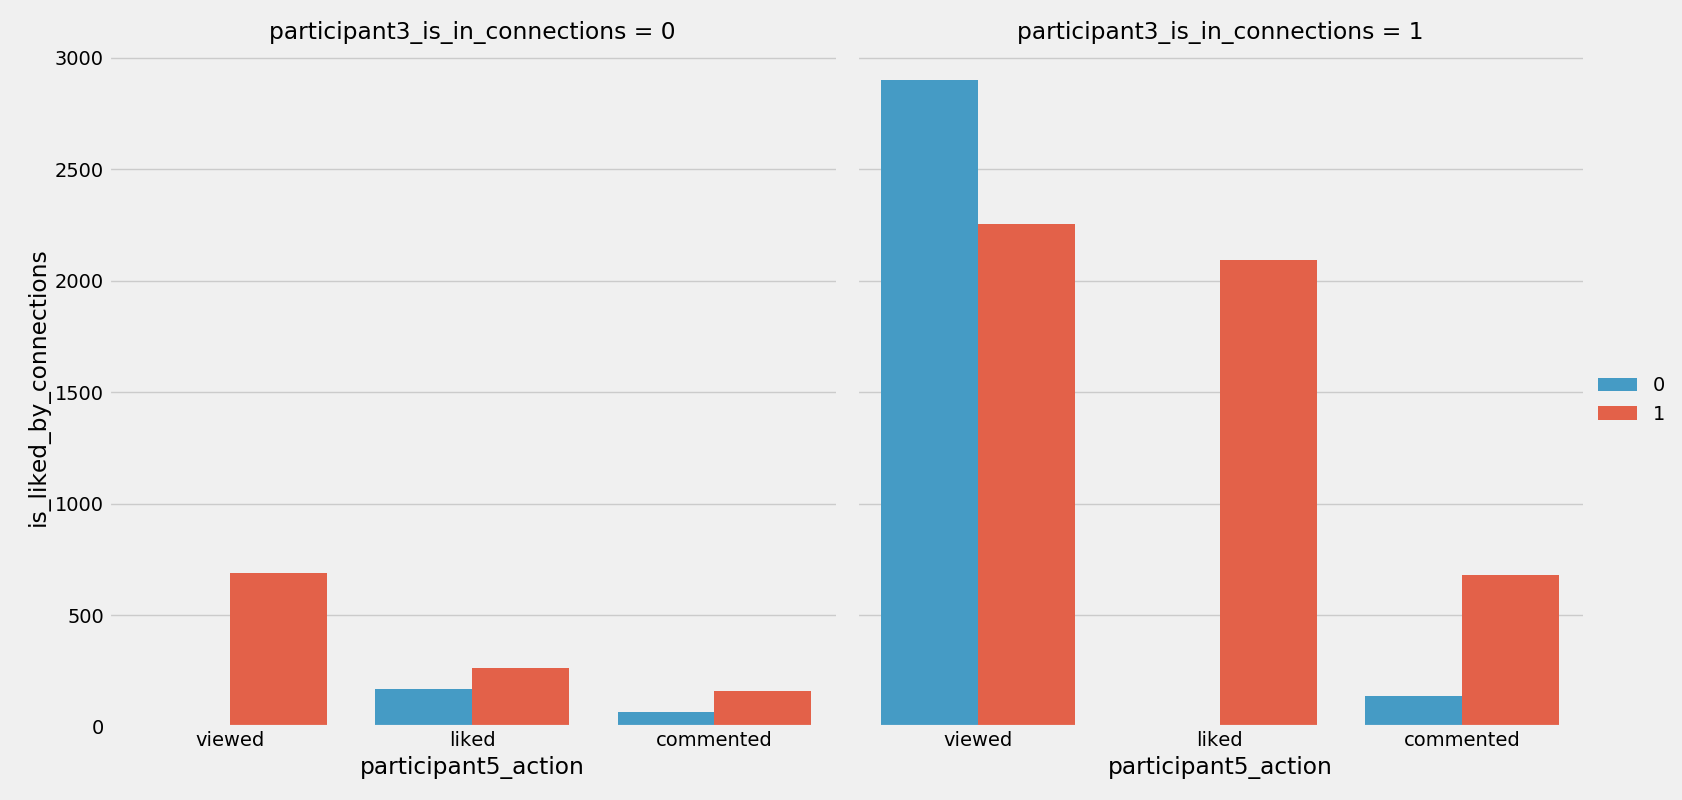 participant3_is_in_connections = 0
participant3_is_in_connections = 1
is_liked_by_connections
3000
2500
2000
1500
1000
500
0
viewed liked commented
viewed liked commented
participant5_action
participant5_action
0
1